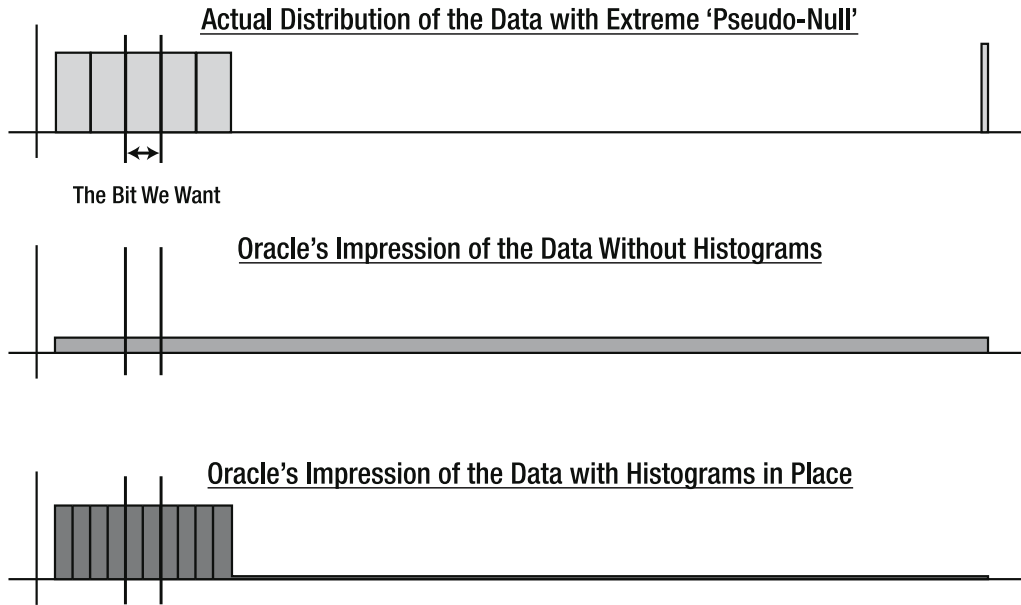 Actual Distribution of the Data with Extreme ‘Pseudo-Null’
The Bit We Want
Oracle’s Impression of the Data Without Histograms
Oracle’s Impression of the Data with Histograms in Place